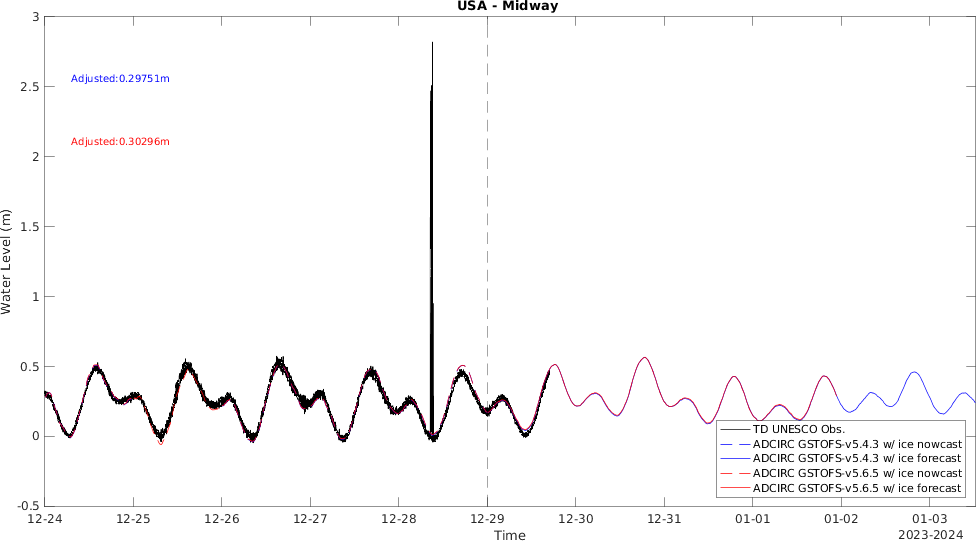 USA - Midway
3
2.5
2
1.5
1
0.5
0
-0.5
Water Level (m)
Adjusted:0.29751m
Adjusted:0.30296m
TD UNESCO Obs.
ADCIRC GSTOFS-v5.4.3 w/ ice nowcast
ADCIRC GSTOFS-v5.4.3 w/ ice forecast
ADCIRC GSTOFS-v5.6.5 w/ ice nowcast
ADCIRC GSTOFS-v5.6.5 w/ ice forecast
12-24 12-25 12-26 12-27 12-28 12-29 12-30 12-31 01-01 01-02 01-03
Time
2023-2024